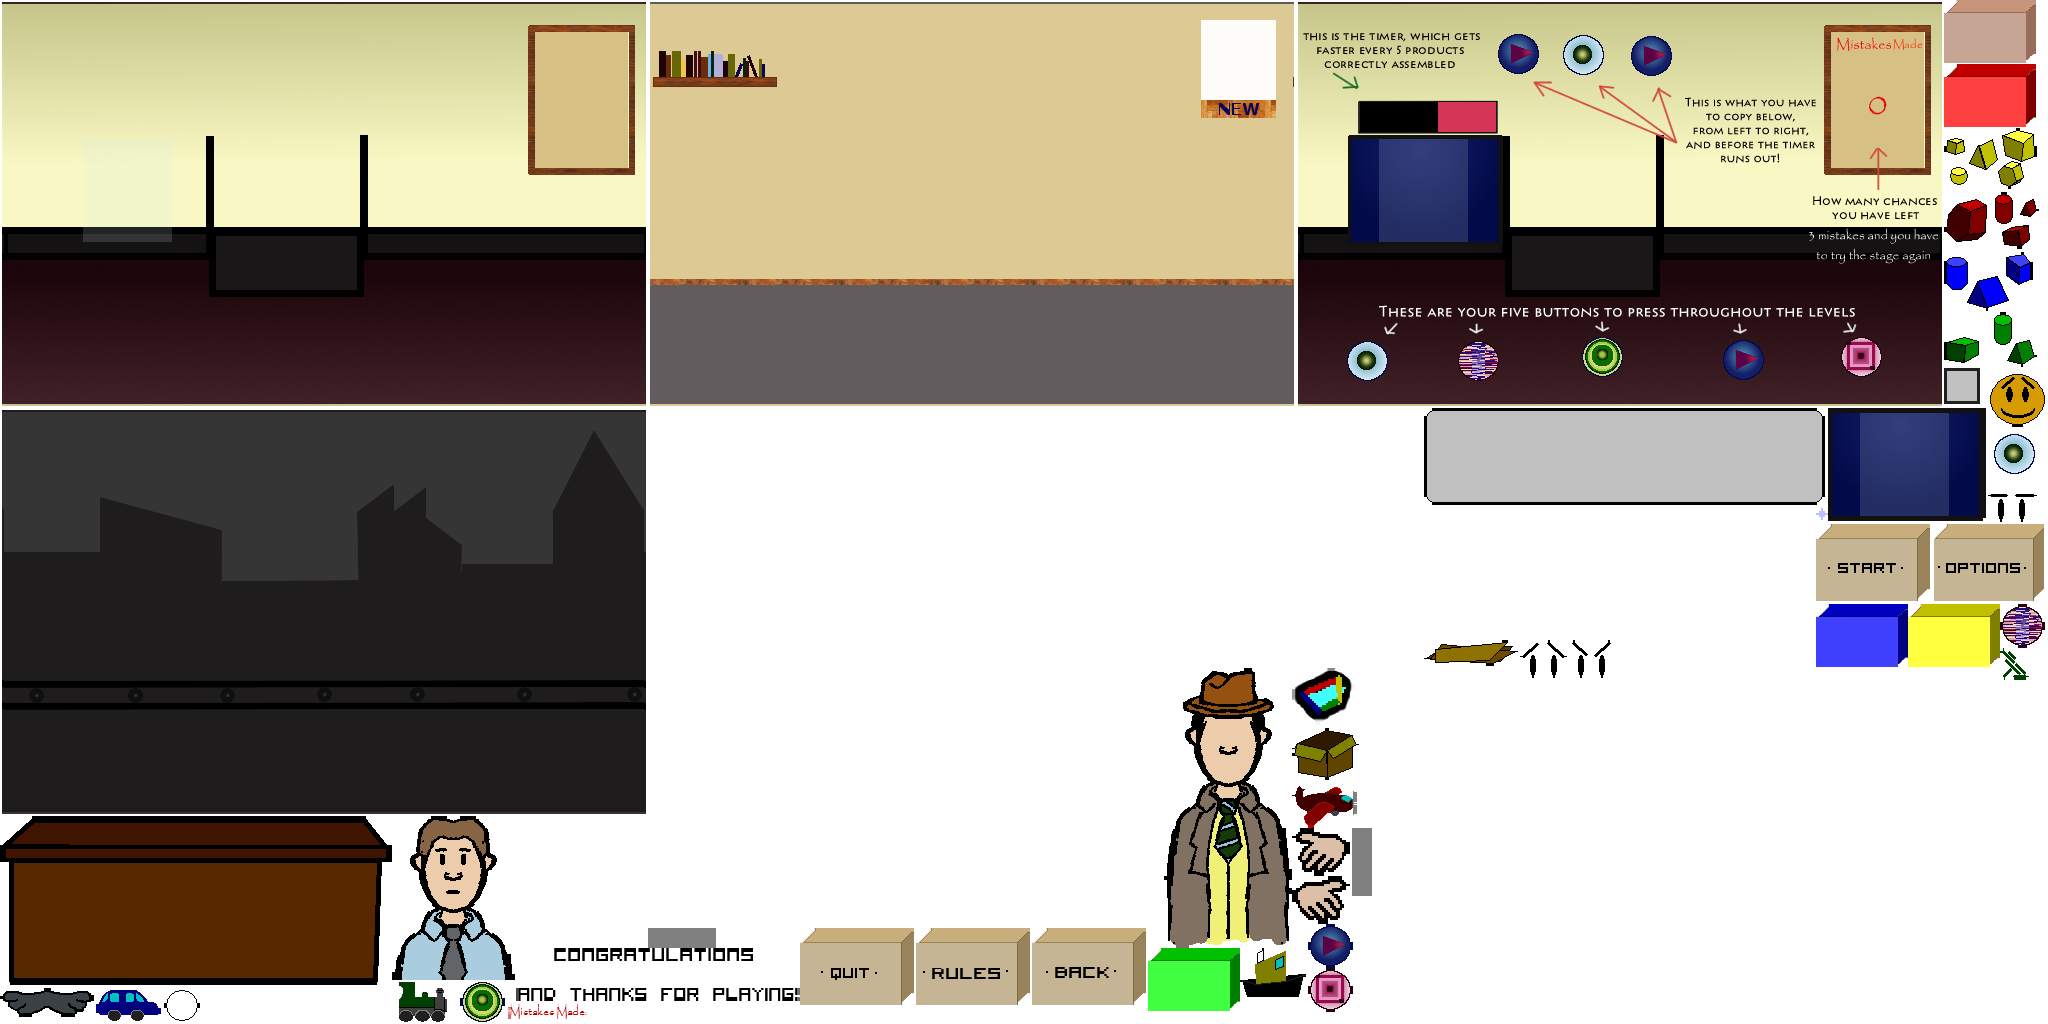 NEW
THIS IS THE TIMER, WHICH GETS
FASTER EVERY 5 PRODUCTS
CORRECTLY ASSEMBLED
THIS IS WHAT YOU HAVE
TO COPY BELOW,
FROM LEFT TO RIGHT,
AND BEFORE THE TIMER
RUNS OUT!
Mistakes Made
HOW MANY CHANCES
YOU HAVE LEFT
3 mistakes and you have
to try the stage again
THESE ARE YOUR FIVE BUTTONS TO PRESS THROUGHOUT THE LEVELS
· START ·
· OPTIONS ·
CONGRATULATIONS
AND THANKS FOR PLAYING!
Mistakes Made:
· QUIT ·
· RULES ·
· BACK ·